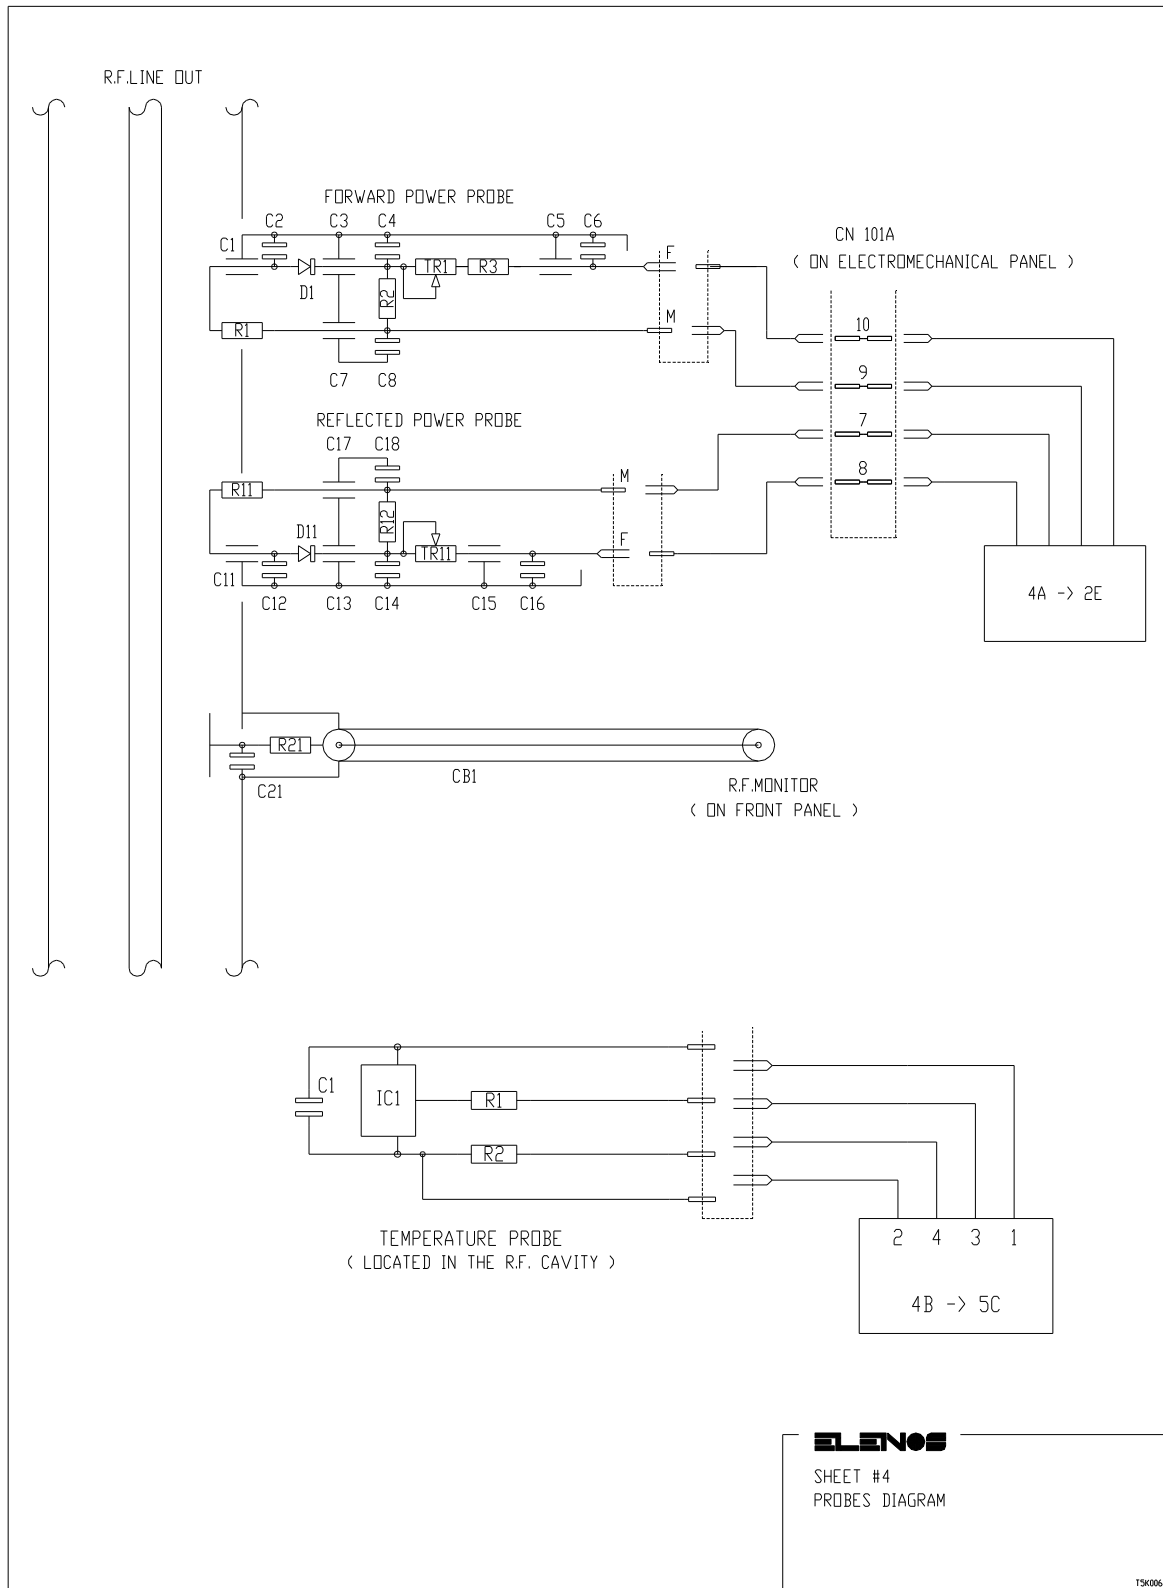 R.F.LINE OUT
FORWARD POWER PROBE
C1 C2 C3 C4 C5 C6
D1 TR1 R3
R2
R1
C7 C8
F
M
CN 101A
( ON ELECTROMECHANICAL PANEL )
10
9
7
8
REFLECTED POWER PROBE
C17 C18
R11
R12
D11 TR11
C11 C12 C13 C14 C15 C16
M
F
4A -> 2E
R21
C21
CB1
R.F.MONITOR
( ON FRONT PANEL )
C1
IC1
R1
R2
TEMPERATURE PROBE
( LOCATED IN THE R.F. CAVITY )
2 4 3 1
4B -> 5C
ELENOS
SHEET #4
PROBES DIAGRAM
TSK006